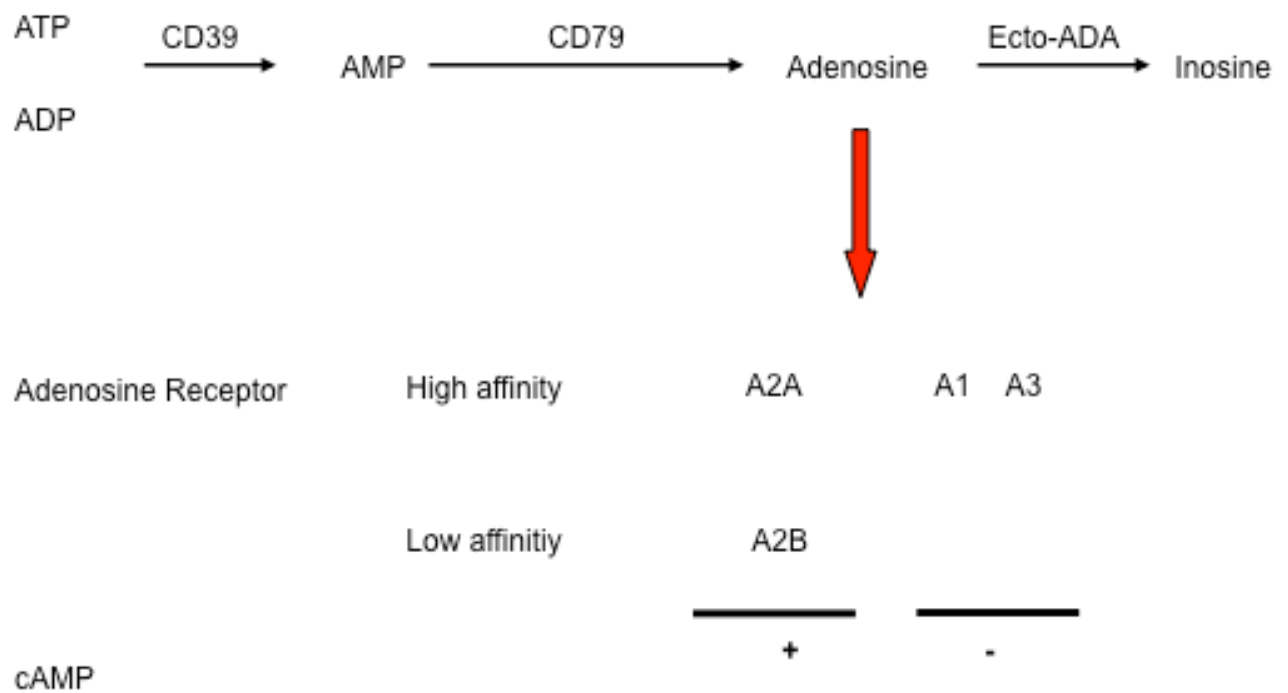 ATP
CD39
CD79
Ecto-ADA
AMP
Adenosine
Inosine
ADP
Adenosine Receptor High affinity A2A A1 A3
Low affinitiy A2B
+ -
cAMP